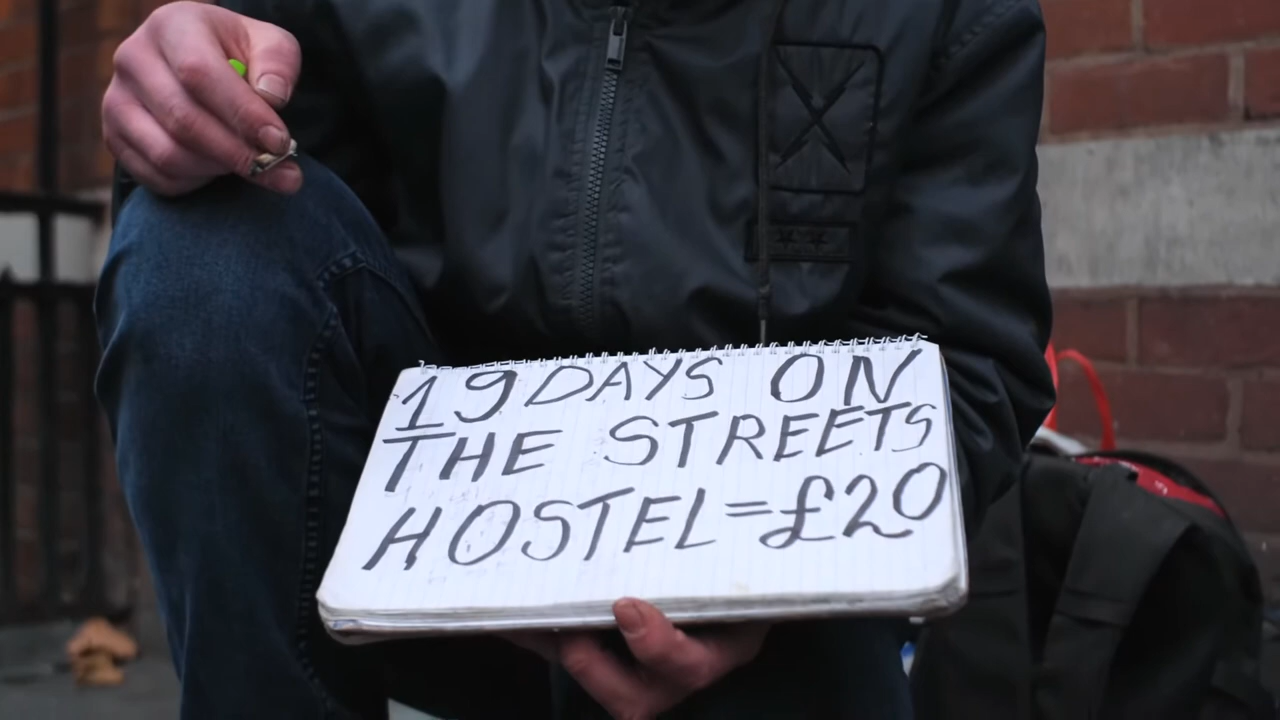 19 DAYS ON
THE STREETS
HOSTEL = £20